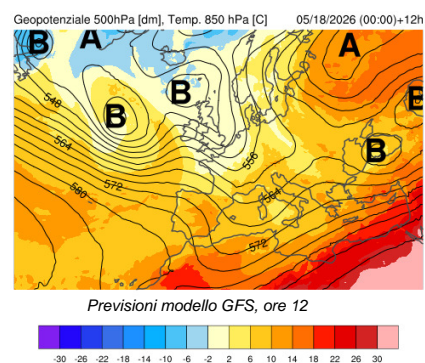 Geopotenziale 500hPa [dm], Temp. 850 hPa [C] 05/18/2026 (00:00)+12h
B A A
B B B
B
548
564
580
572
556
564
572
Previsioni modello GFS, ore 12
-30 -26 -22 -18 -14 -10 -6 -2 2 6 10 14 18 22 26 30